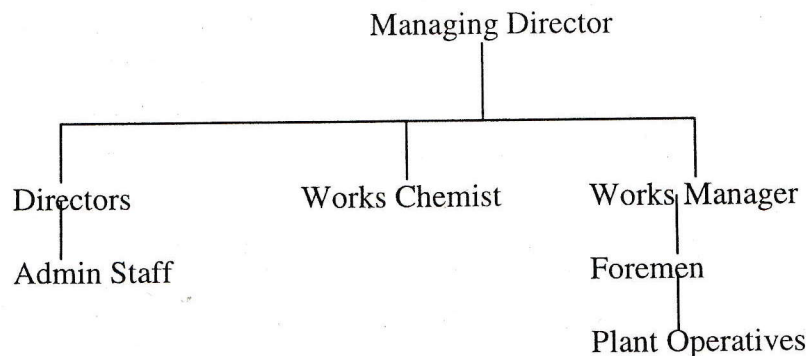 Managing Director
Directors
Works Chemist
Works Manager
Admin Staff
Foremen
Plant Operatives